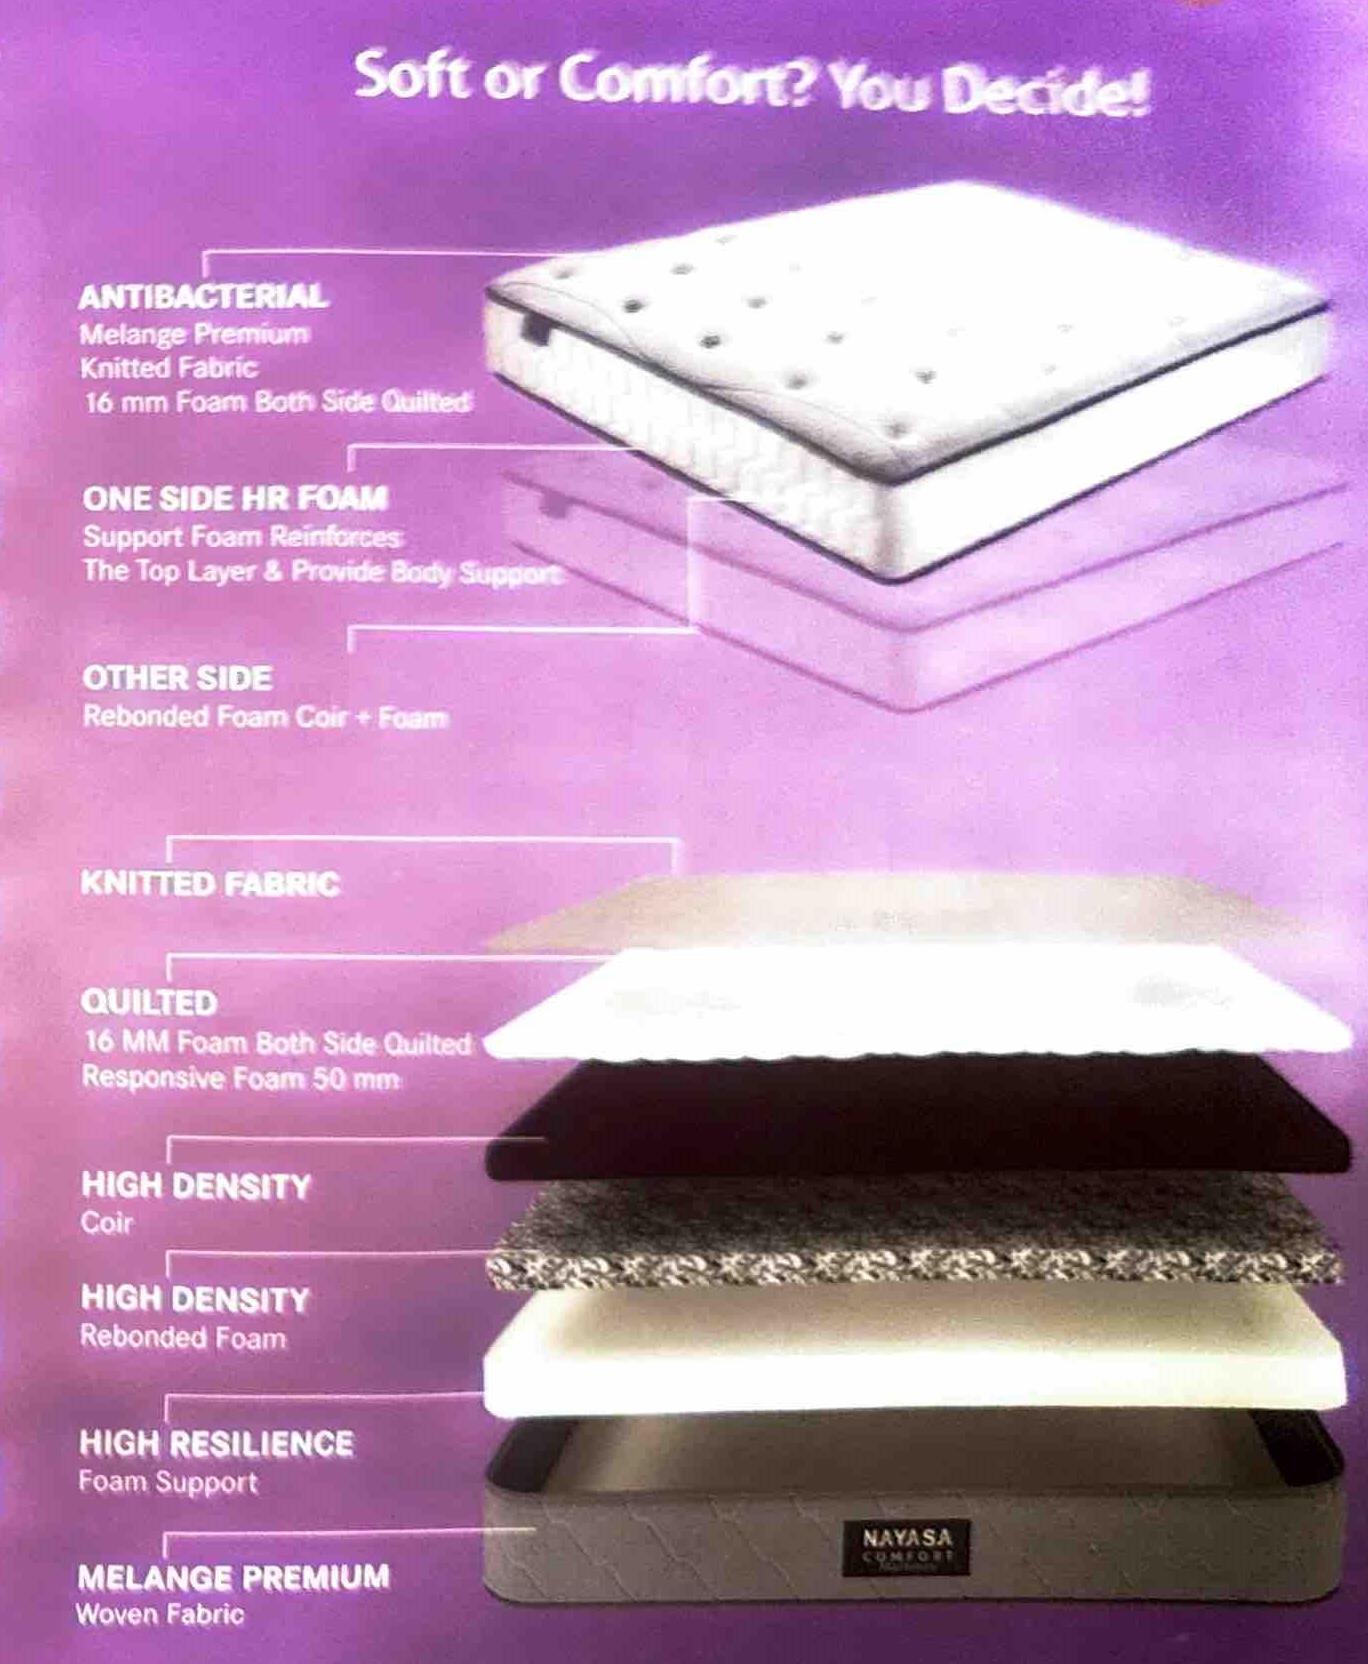 Soft or Comfort? You Decide!
ANTIBACTERIAL
Melange Premium
Knitted Fabric
16 mm Foam Both Side Quilted
ONE SIDE HR FOAM
Support Foam Reinforces
The Top Layer & Provide Body Support
OTHER SIDE
Rebonded Foam Coir + Foam
KNITTED FABRIC
QUILTED
16 MM Foam Both Side Quilted
Responsive Foam 50 mm
HIGH DENSITY
Coir
HIGH DENSITY
Rebonded Foam
HIGH RESILIENCE
Foam Support
NAYASA
COMFORT
MELANGE PREMIUM
Woven Fabric